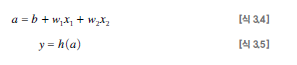 a = b + w₁x₁ + w₂x₂ [식 3.4]
y = h(a) [식 3.5]